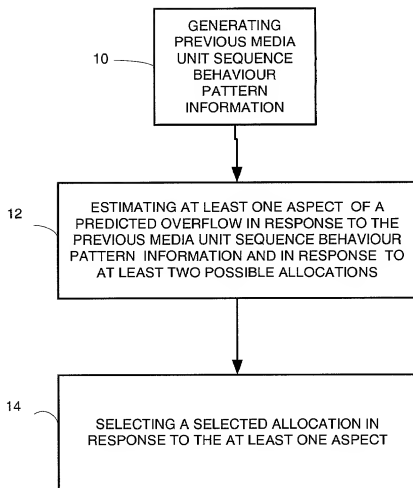 GENERATING
PREVIOUS MEDIA
UNIT SEQUENCE
BEHAVIOUR
PATTERN
INFORMATION
10
12
ESTIMATING AT LEAST ONE ASPECT OF A
PREDICTED OVERFLOW IN RESPONSE TO THE
PREVIOUS MEDIA UNIT SEQUENCE BEHAVIOUR
PATTERN INFORMATION AND IN RESPONSE TO
AT LEAST TWO POSSIBLE ALLOCATIONS
14
SELECTING A SELECTED ALLOCATION IN
RESPONSE TO THE AT LEAST ONE ASPECT